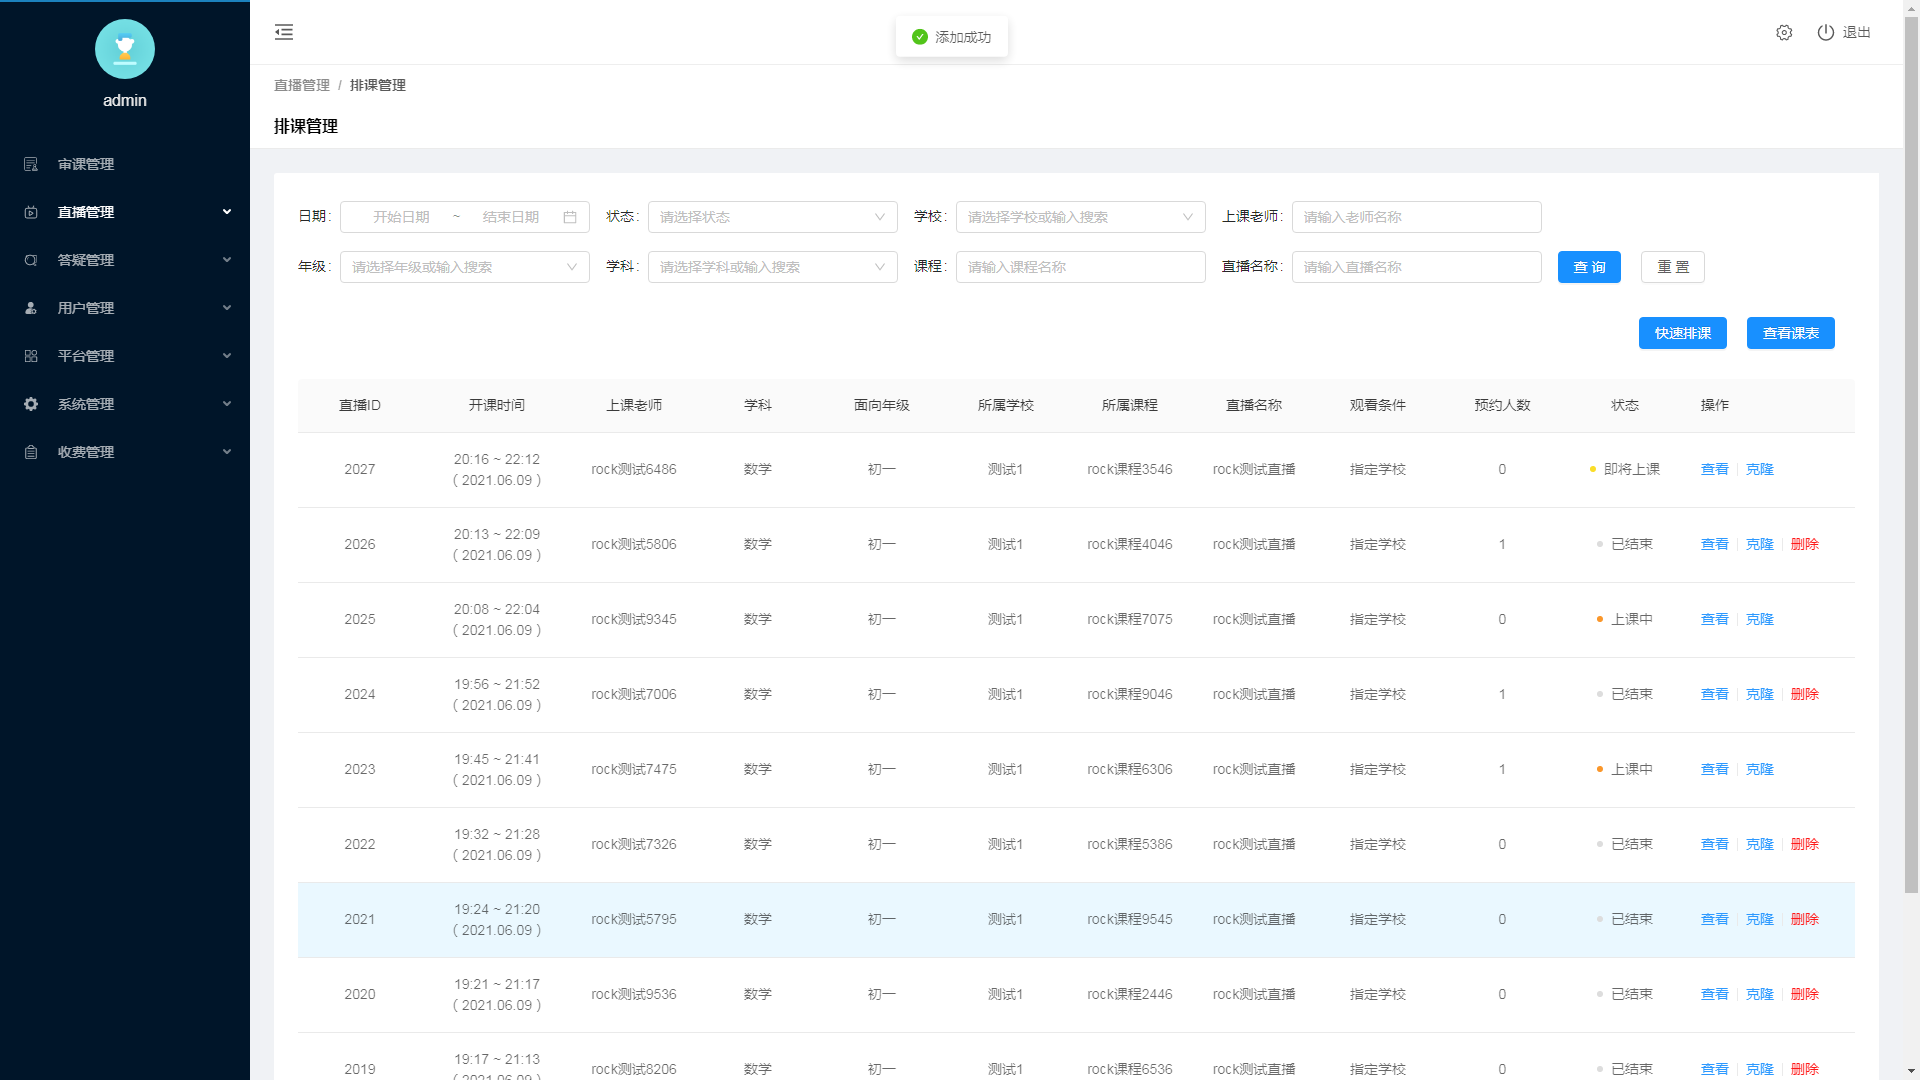 admin
审课管理
直播管理
答疑管理
用户管理
平台管理
系统管理
收费管理
添加成功
退出
直播管理 / 排课管理
排课管理
日期: 开始日期 ~ 结束日期 状态: 请选择状态 学校: 请选择学校或输入搜索 上课老师: 请输入老师名称
年级: 请选择年级或输入搜索 学科: 请选择学科或输入搜索 课程: 请输入课程名称 直播名称: 请输入直播名称 查 询 重 置
快速排课 查看课表
直播ID 开课时间 上课老师 学科 面向年级 所属学校 所属课程 直播名称 观看条件 预约人数 状态 操作
2027 20:16 ~ 22:12 ( 2021.06.09 ) rock测试6486 数学 初一 测试1 rock课程3546 rock测试直播 指定学校 0 即将上课 查看 克隆
2026 20:13 ~ 22:09 ( 2021.06.09 ) rock测试5806 数学 初一 测试1 rock课程4046 rock测试直播 指定学校 1 已结束 查看 克隆 删除
2025 20:08 ~ 22:04 ( 2021.06.09 ) rock测试9345 数学 初一 测试1 rock课程7075 rock测试直播 指定学校 0 上课中 查看 克隆
2024 19:56 ~ 21:52 ( 2021.06.09 ) rock测试7006 数学 初一 测试1 rock课程9046 rock测试直播 指定学校 1 已结束 查看 克隆 删除
2023 19:45 ~ 21:41 ( 2021.06.09 ) rock测试7475 数学 初一 测试1 rock课程6306 rock测试直播 指定学校 1 上课中 查看 克隆
2022 19:32 ~ 21:28 ( 2021.06.09 ) rock测试7326 数学 初一 测试1 rock课程5386 rock测试直播 指定学校 0 已结束 查看 克隆 删除
2021 19:24 ~ 21:20 ( 2021.06.09 ) rock测试5795 数学 初一 测试1 rock课程9545 rock测试直播 指定学校 0 已结束 查看 克隆 删除
2020 19:21 ~ 21:17 ( 2021.06.09 ) rock测试9536 数学 初一 测试1 rock课程2446 rock测试直播 指定学校 0 已结束 查看 克隆 删除
2019 19:17 ~ 21:13 ( 2021.06.09 ) rock测试8206 数学 初一 测试1 rock课程6536 rock测试直播 指定学校 0 已结束 查看 克隆 删除